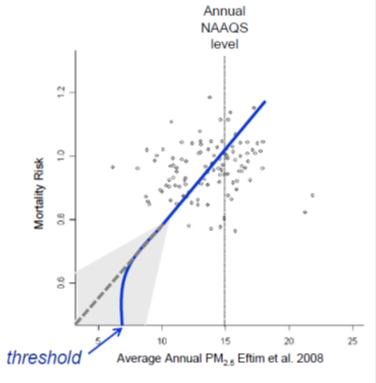 Annual
NAAQS
level
1.2
1.0
0.8
0.6
Mortality Risk
5
10
15
20
25
threshold
Average Annual PM2.5 Eftim et al. 2008